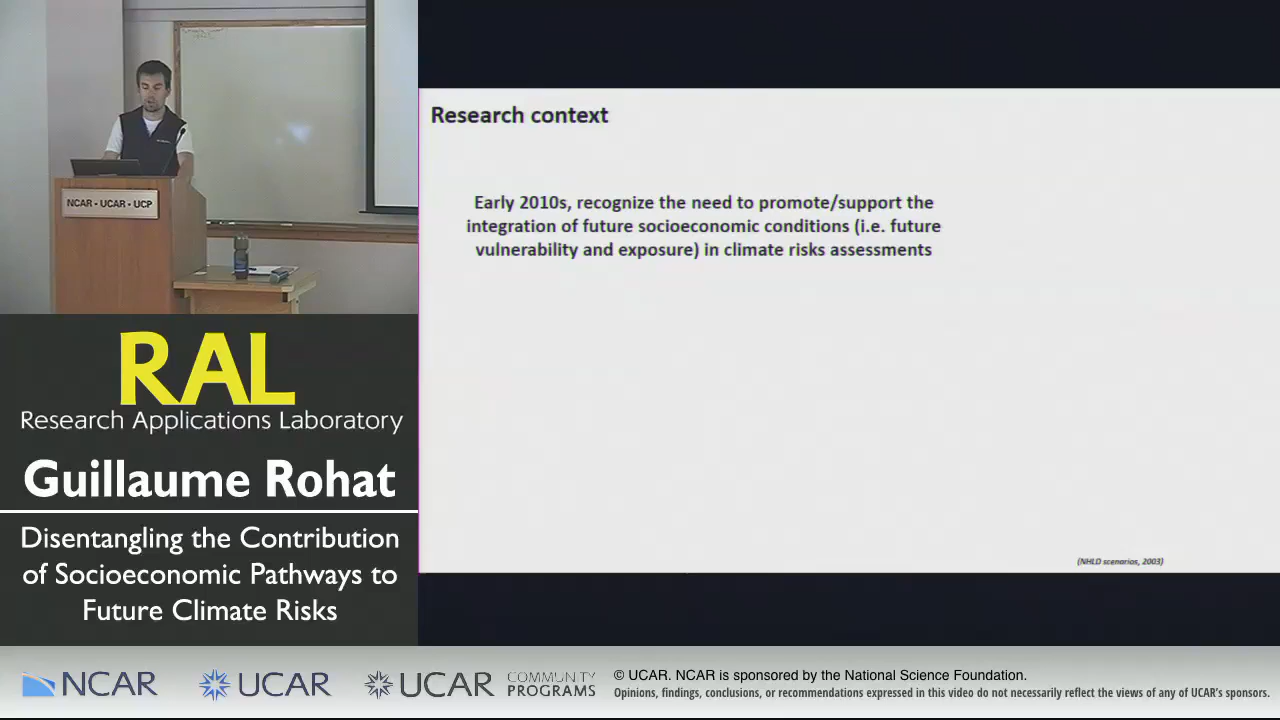 Research context
Early 2010s, recognize the need to promote/support the
integration of future socioeconomic conditions (i.e. future
vulnerability and exposure) in climate risks assessments
(NHLD scenarios, 2003)
NCAR • UCAR • UCP
RAL
Research Applications Laboratory
Guillaume Rohat
Disentangling the Contribution
of Socioeconomic Pathways to
Future Climate Risks
NCAR
UCAR
UCAR
COMMUNITY
PROGRAMS
© UCAR. NCAR is sponsored by the National Science Foundation.
Opinions, findings, conclusions, or recommendations expressed in this video do not necessarily reflect the views of any of UCAR's sponsors.